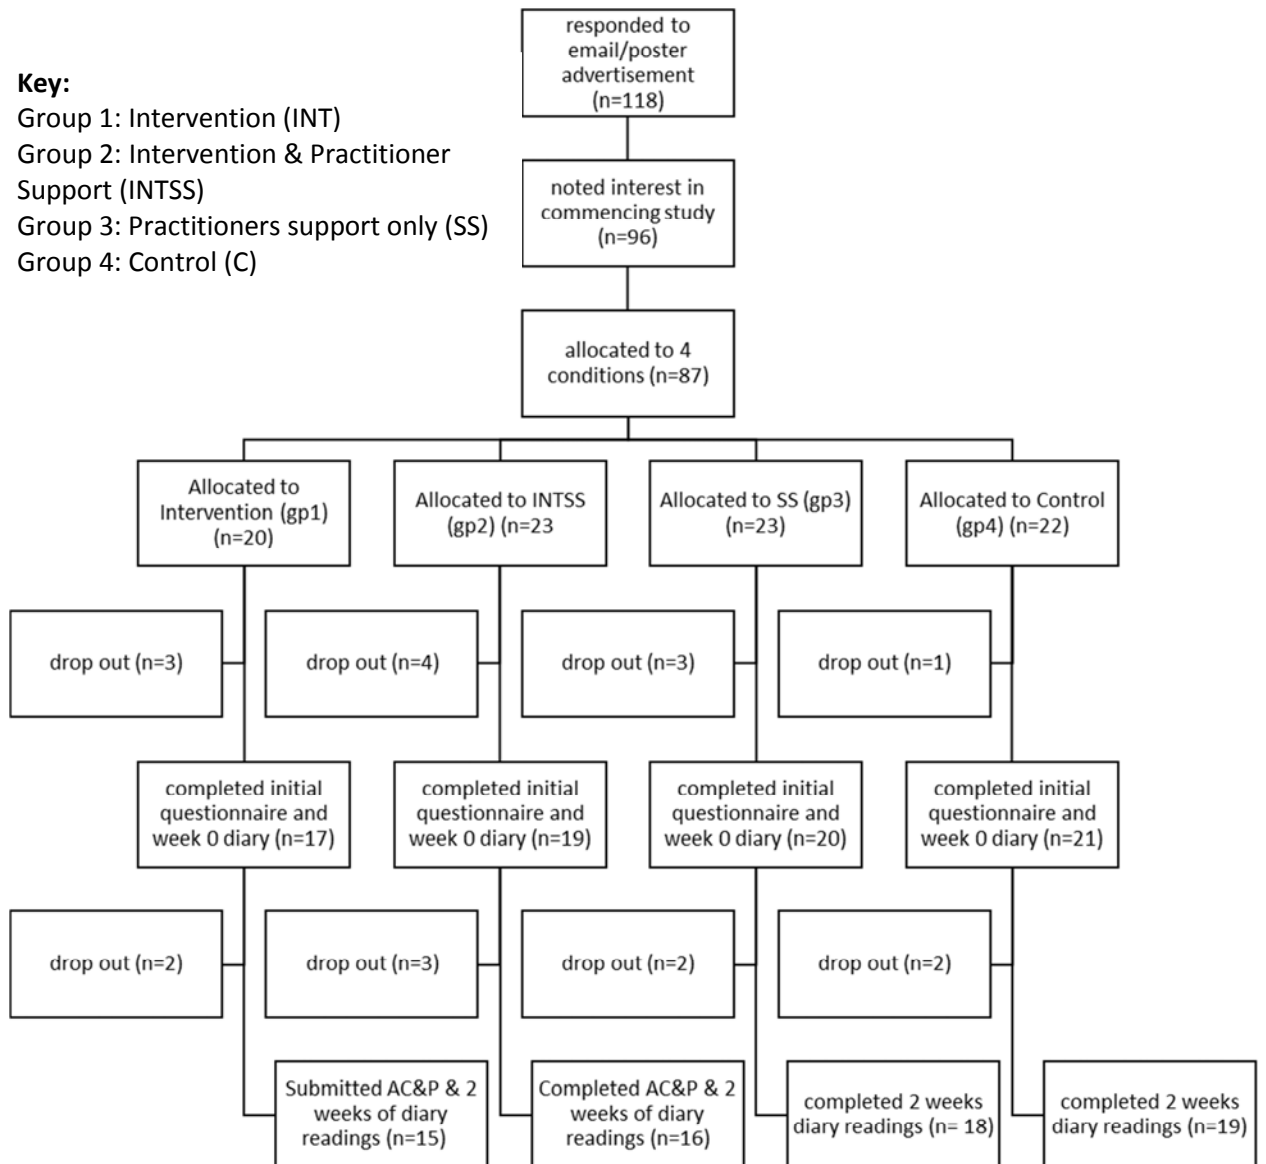 Key:
Group 1: Intervention (INT)
Group 2: Intervention & Practitioner
Support (INTSS)
Group 3: Practitioners support only (SS)
Group 4: Control (C)
responded to
email/poster
advertisement
(n=118)
noted interest in
commencing study
(n=96)
allocated to 4
conditions (n=87)
Allocated to
Intervention (gp1)
(n=20)
Allocated to INTSS
(gp2) (n=23
Allocated to SS (gp3)
(n=23)
Allocated to Control
(gp4) (n=22)
drop out (n=3)
drop out (n=4)
drop out (n=3)
drop out (n=1)
completed initial
questionnaire and
week 0 diary (n=17)
completed initial
questionnaire and
week 0 diary (n=19)
completed initial
questionnaire and
week 0 diary (n=20)
completed initial
questionnaire and
week 0 diary (n=21)
drop out (n=2)
drop out (n=3)
drop out (n=2)
drop out (n=2)
Submitted AC&P & 2
weeks of diary
readings (n=15)
Completed AC&P & 2
weeks of diary
readings (n=16)
completed 2 weeks
diary readings (n= 18)
completed 2 weeks
diary readings (n=19)